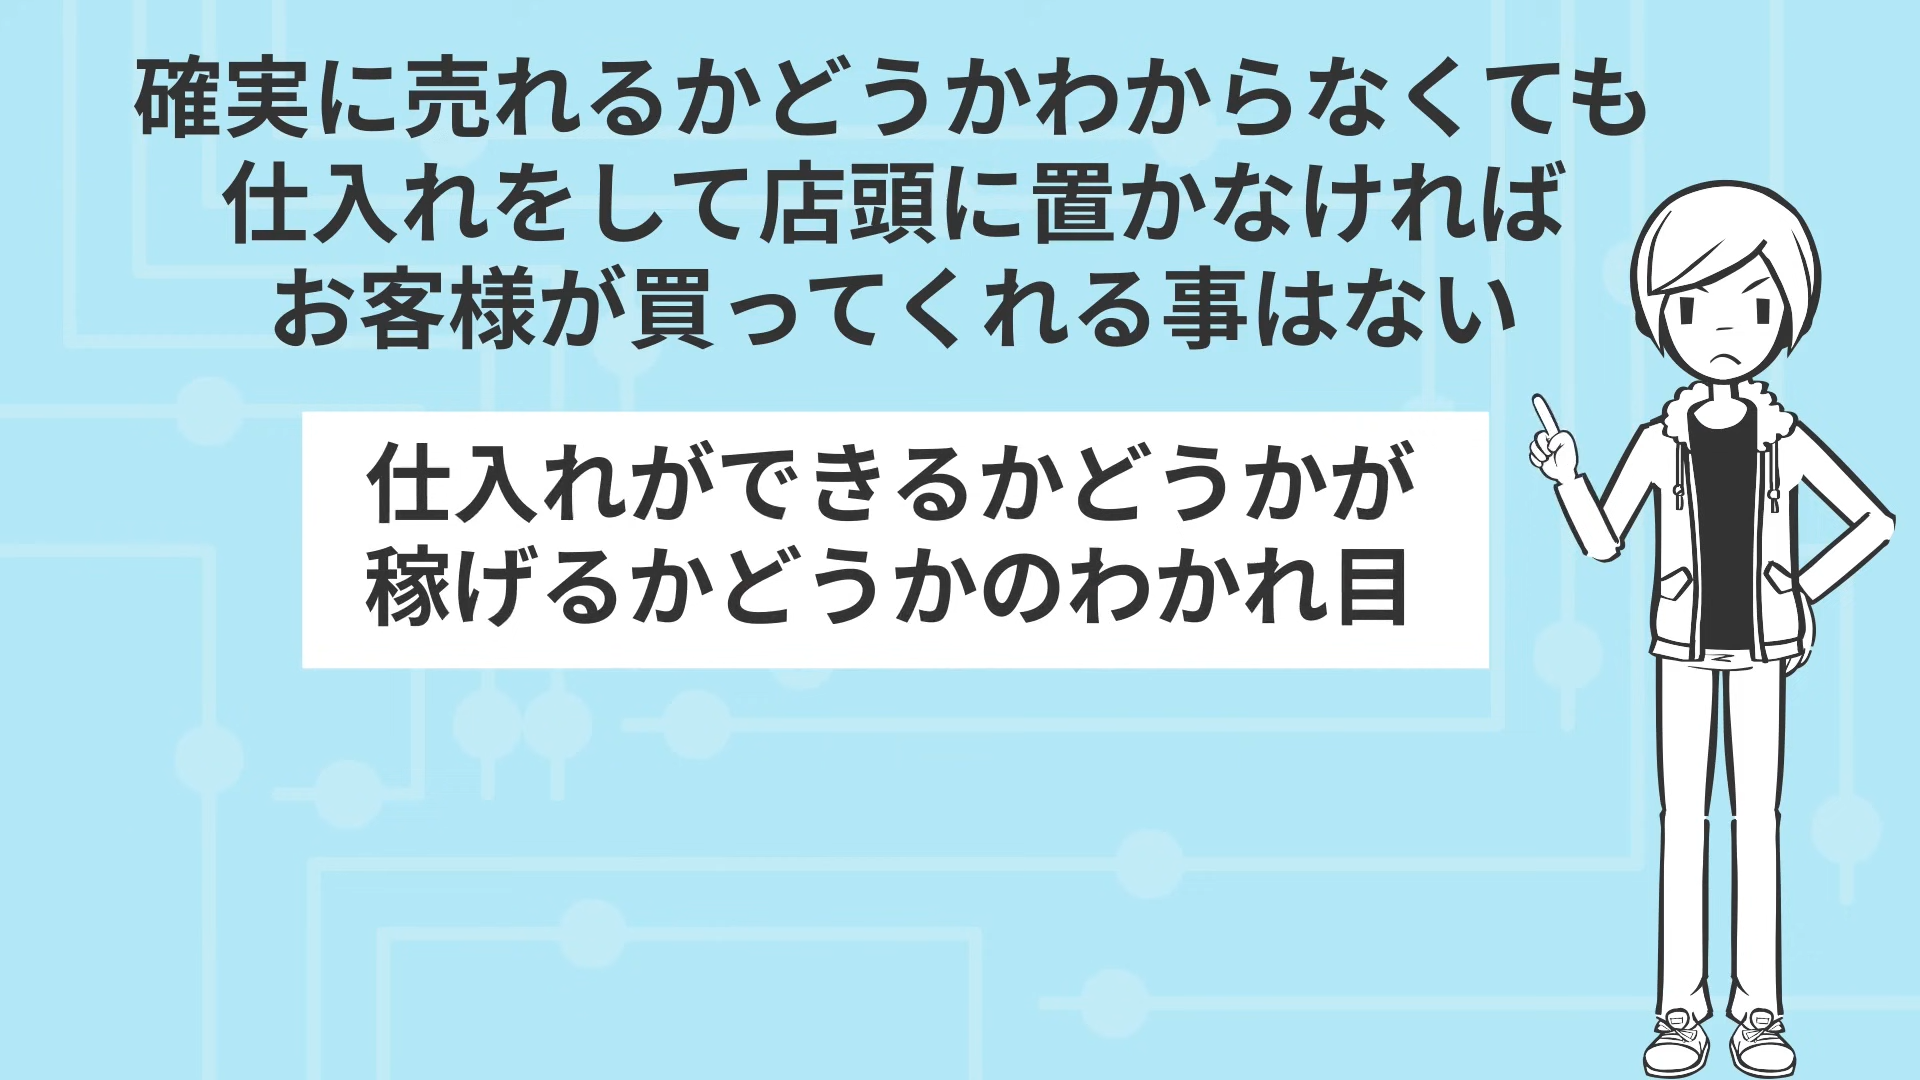 確実に売れるかどうかわからなくても
仕入れをして店頭に置かなければ
お客様が買ってくれる事はない
仕入れができるかどうかが
稼げるかどうかのわかれ目